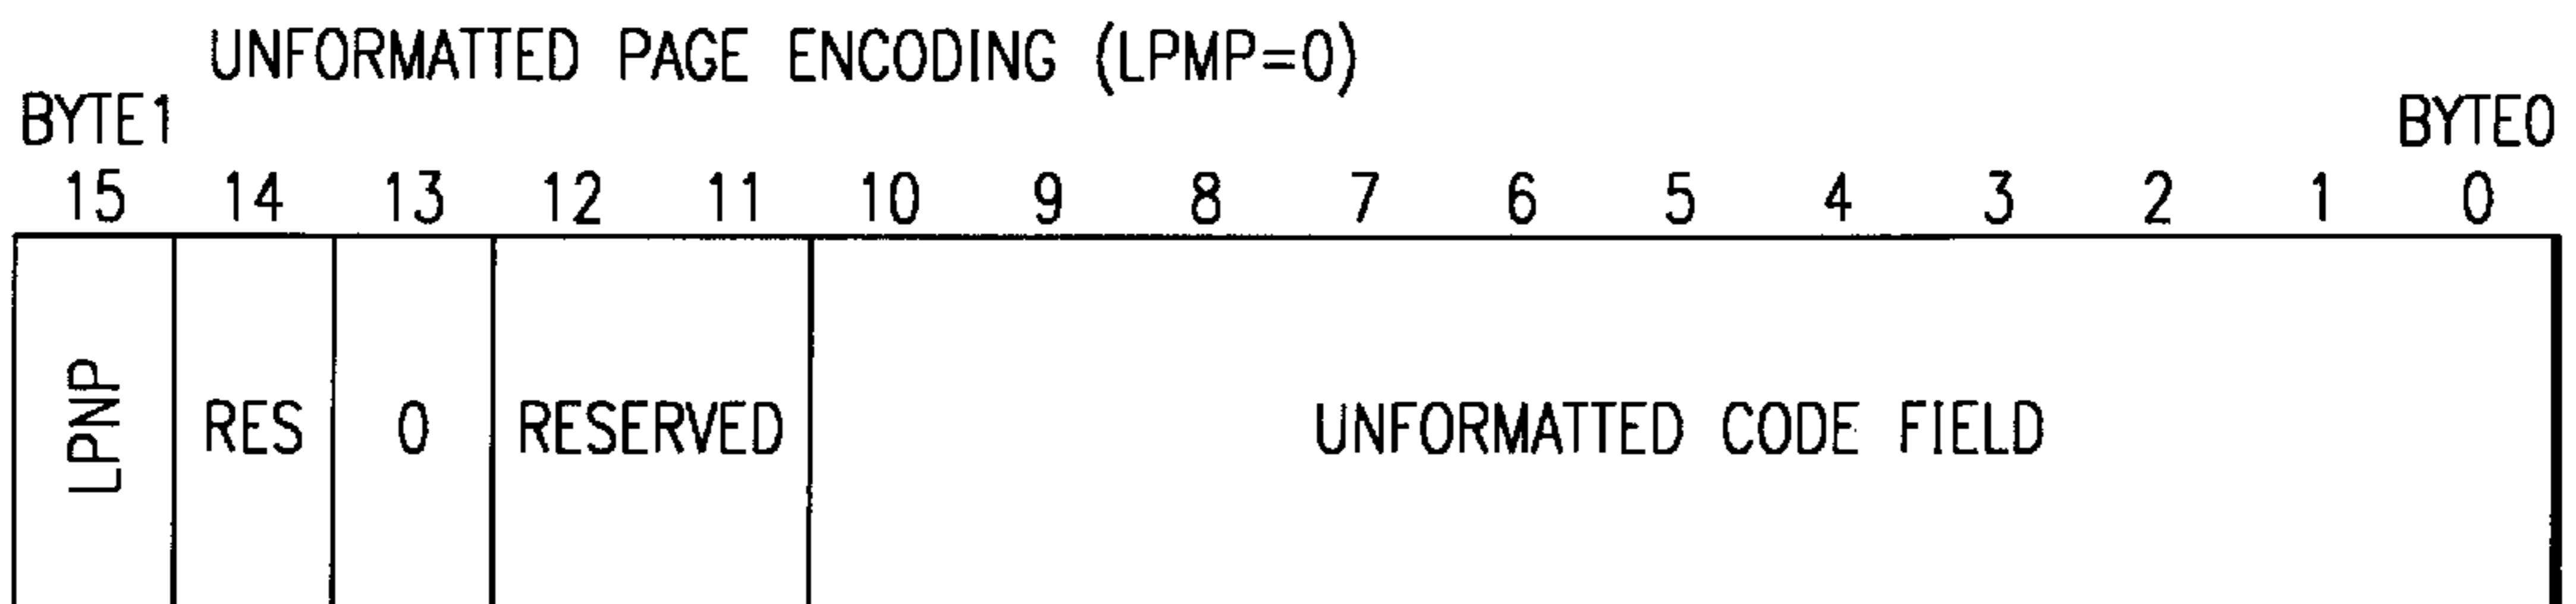 UNFORMATTED PAGE ENCODING (LPMP=0)
BYTE1 BYTE0
15 14 13 12 11 10 9 8 7 6 5 4 3 2 1 0
LPNP RES 0 RESERVED UNFORMATTED CODE FIELD